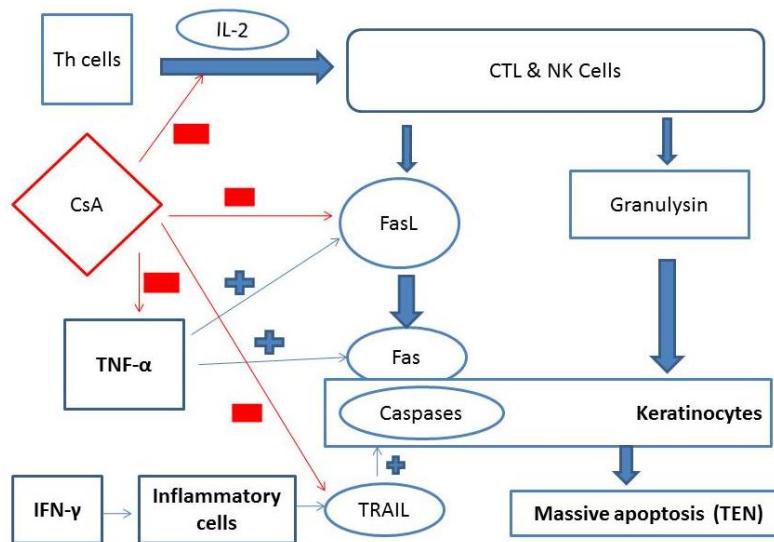 IL-2
Th cells
CTL & NK Cells
CsA
FasL
Granulysin
TNF-α
Fas
Caspases
Keratinocytes
IFN-γ
Inflammatory
cells
TRAIL
Massive apoptosis (TEN)